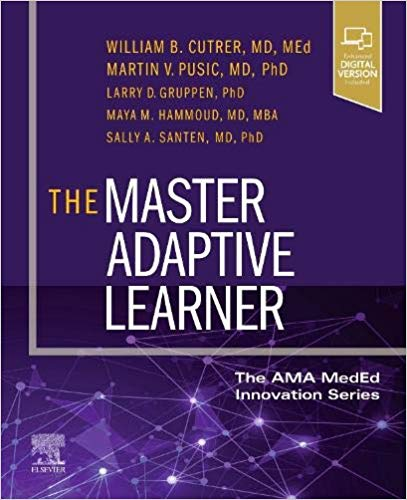 WILLIAM B. CUTRER, MD, MEd
MARTIN V. PUSIC, MD, PhD
LARRY D. GRUPPEN, PhD
MAYA M. HAMMOUD, MD, MBA
SALLY A. SANTEN, MD, PhD
Enhanced
DIGITAL
VERSION
Included
THE MASTER
ADAPTIVE
LEARNER
The AMA MedEd
Innovation Series
ELSEVIER